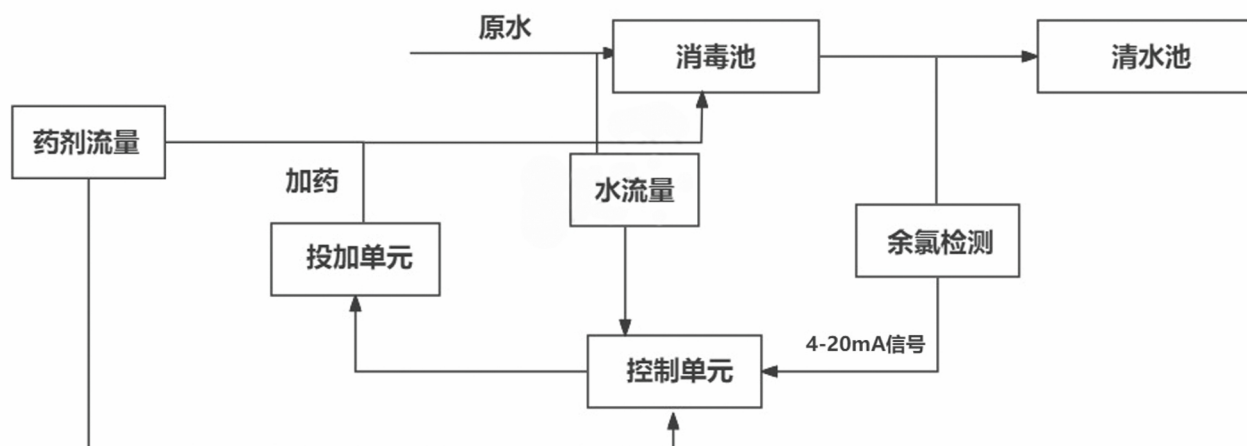 原水
消毒池
清水池
药剂流量
加药
水流量
投加单元
余氯检测
4-20mA信号
控制单元